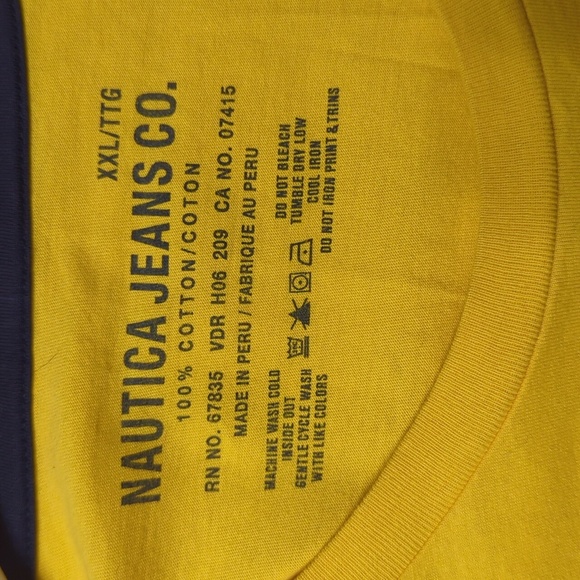 XXL/TTG
NAUTICA JEANS CO.
100% COTTON/COTON
RN NO. 67835 VDR H06 209 CA NO. 07415
MADE IN PERU / FABRIQUE AU PERU
MACHINE WASH COLD
INSIDE OUT
GENTLE CYCLE WASH
WITH LIKE COLORS
DO NOT BLEACH
TUMBLE DRY LOW
COOL IRON
DO NOT IRON PRINT & TRINS